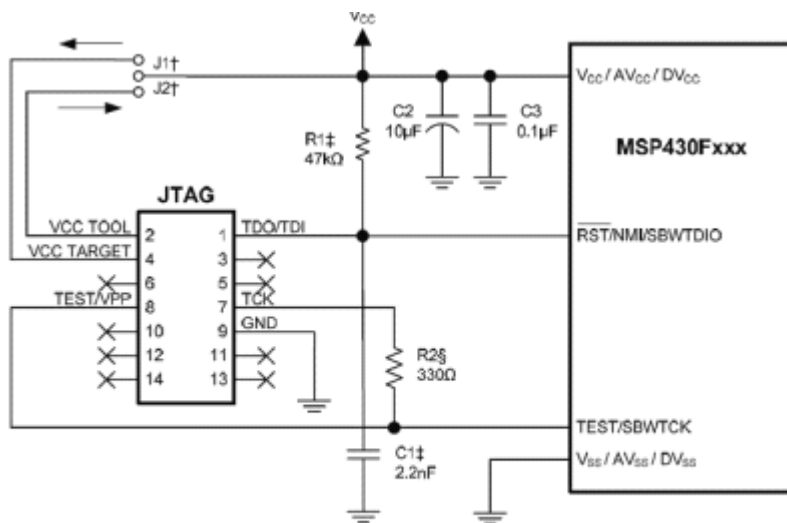 VCC
J1†
J2†
VCC / AVCC / DVCC
C2
10µF
C3
0.1µF
R1‡
47kΩ
MSP430Fxxx
JTAG
VCC TOOL 2 1 TDO/TDI
RST/NMI/SBWTDIO
VCC TARGET 4 3
6 5
TEST/VPP 8 7 TCK
10 9 GND
12 11
14 13
R2§
330Ω
TEST/SBWTCK
C1‡
2.2nF
VSS / AVSS / DVSS